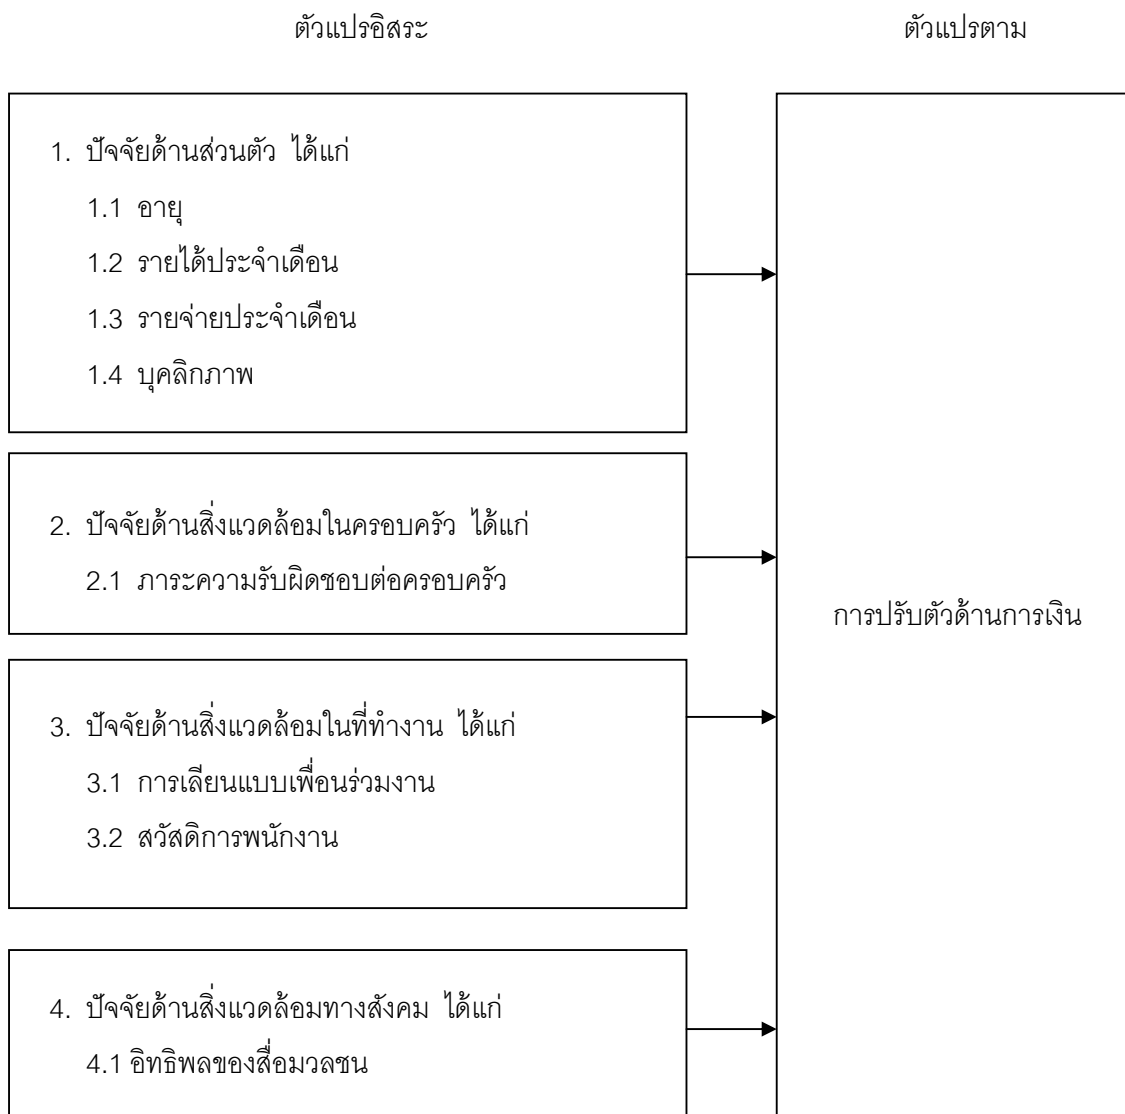 ตัวแปรอิสระ
ตัวแปรตาม
1. ปัจจัยด้านส่วนตัว ได้แก่
1.1 อายุ
1.2 รายได้ประจำเดือน
1.3 รายจ่ายประจำเดือน
1.4 บุคลิกภาพ
2. ปัจจัยด้านสิ่งแวดล้อมในครอบครัว ได้แก่
2.1 ภาระความรับผิดชอบต่อครอบครัว
3. ปัจจัยด้านสิ่งแวดล้อมในที่ทำงาน ได้แก่
3.1 การเลียนแบบเพื่อนร่วมงาน
3.2 สวัสดิการพนักงาน
4. ปัจจัยด้านสิ่งแวดล้อมทางสังคม ได้แก่
4.1 อิทธิพลของสื่อมวลชน
การปรับตัวด้านการเงิน